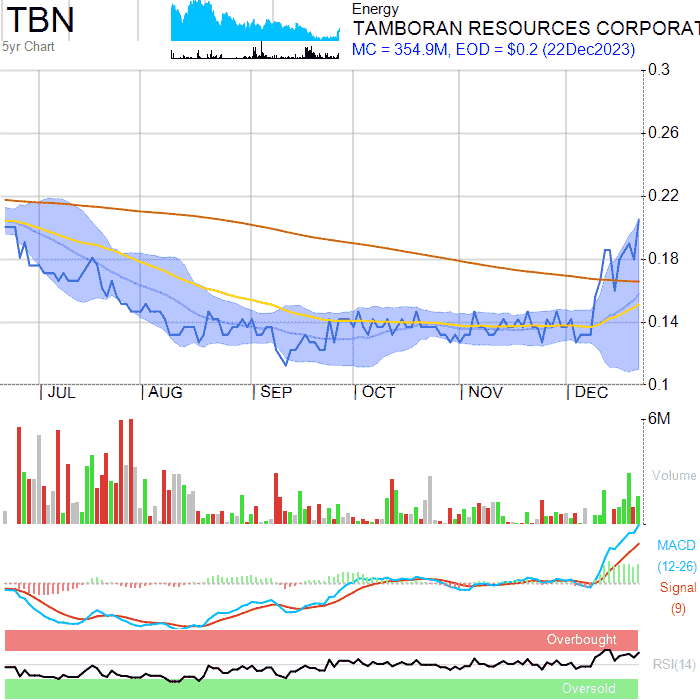 TBN
5yr Chart
Energy
TAMBORAN RESOURCES CORPORAT
MC = 354.9M, EOD = $0.2 (22Dec2023)
0.3
0.26
0.22
0.18
0.14
0.1
JUL AUG SEP OCT NOV DEC
6M
Volume
MACD
(12-26)
Signal
(9)
Overbought
RSI(14)
Oversold